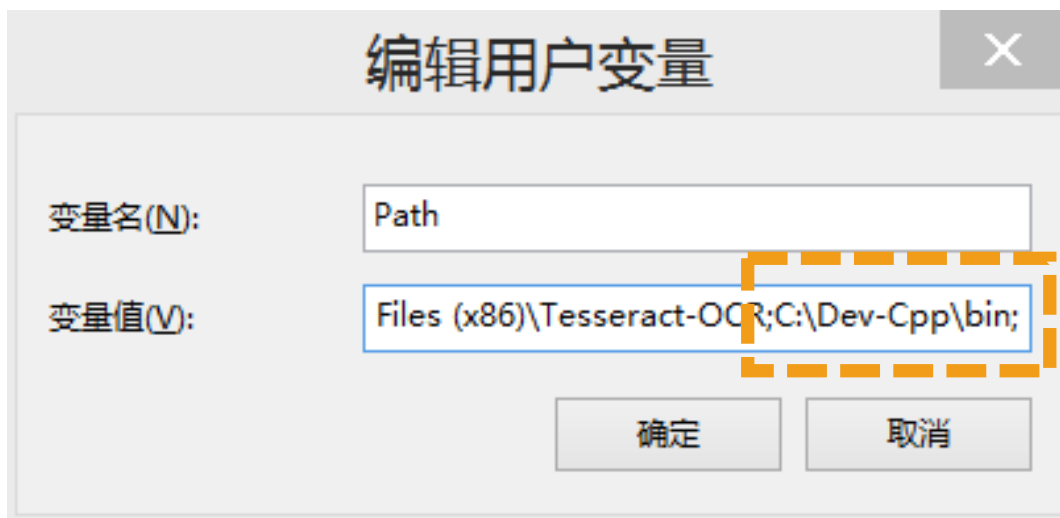 编辑用户变量
变量名(N):
Path
变量值(V):
Files (x86)\Tesseract-OCR;C:\Dev-Cpp\bin;
确定
取消